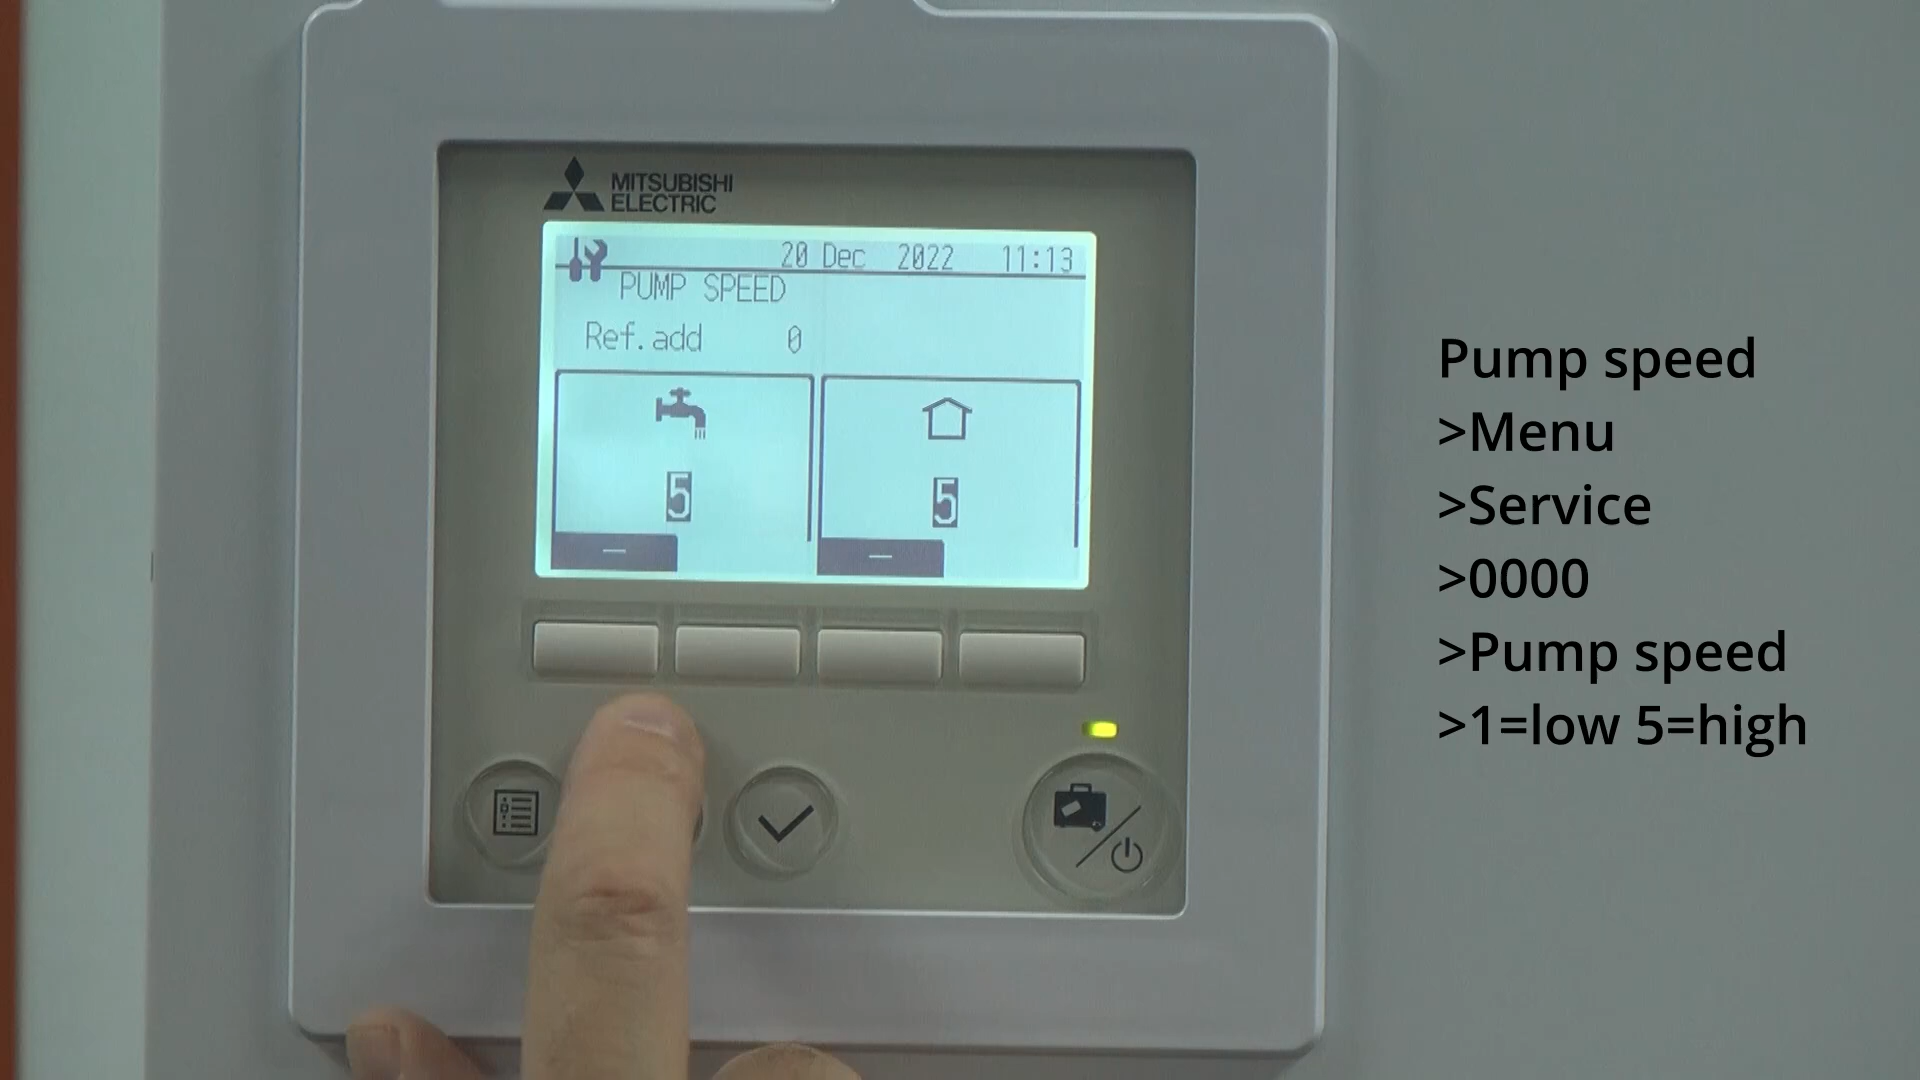 MITSUBISHI
ELECTRIC
20 Dec 2022 11:13
PUMP SPEED
Ref.add 0
5 5
— —
Pump speed
>Menu
>Service
>0000
>Pump speed
>1=low 5=high